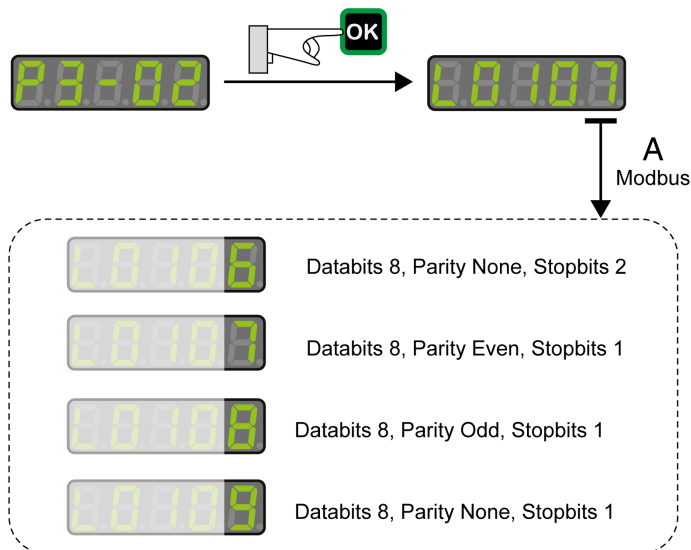 OK
P3-02
L0107
A
Modbus
L0106
Databits 8, Parity None, Stopbits 2
L0107
Databits 8, Parity Even, Stopbits 1
L0108
Databits 8, Parity Odd, Stopbits 1
L0109
Databits 8, Parity None, Stopbits 1